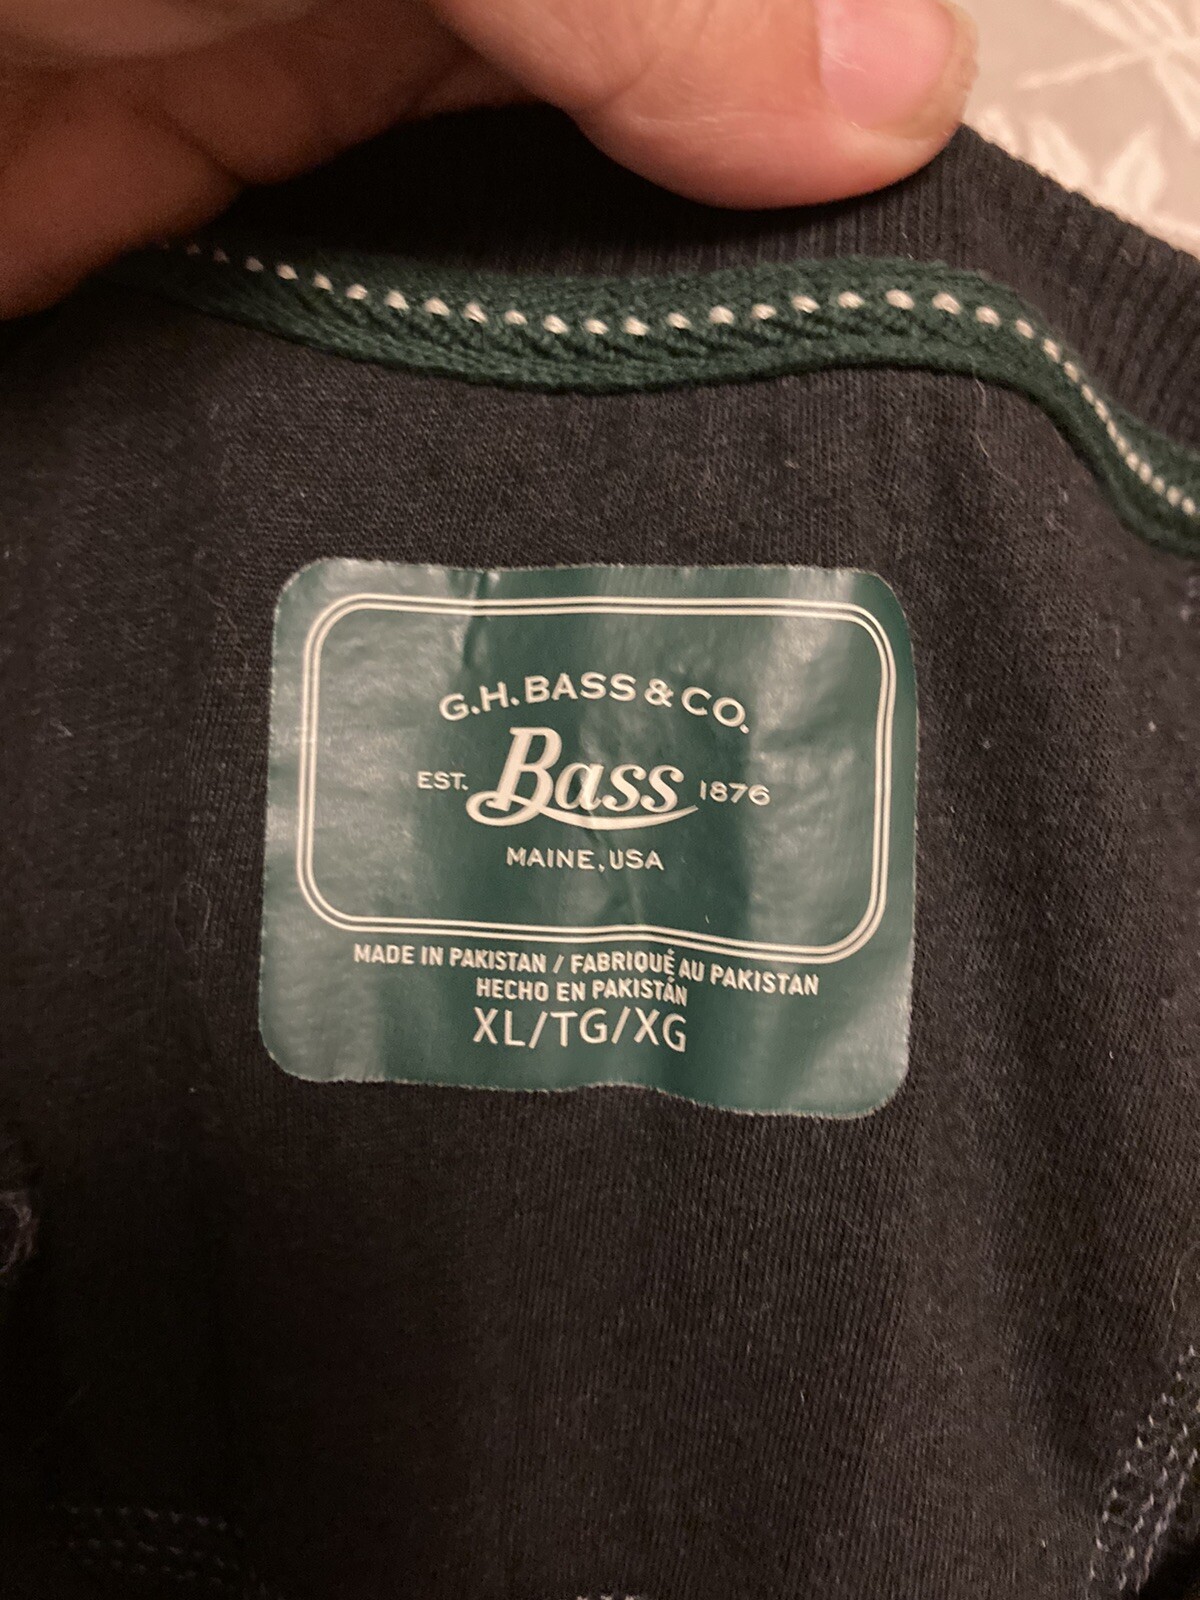 G.H. BASS & CO.
EST. Bass 1876
MAINE, USA
MADE IN PAKISTAN / FABRIQUÉ AU PAKISTAN
HECHO EN PAKISTÁN
XL/TG/XG